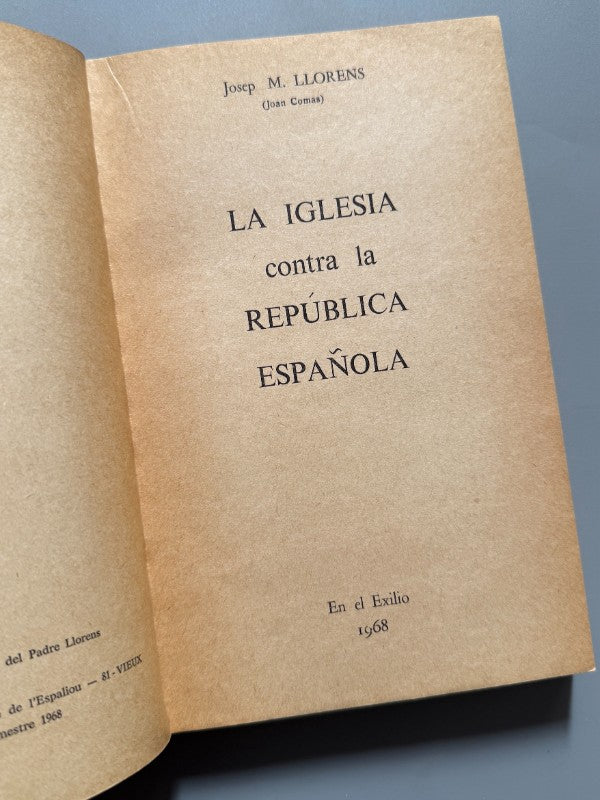 del Padre Llorens
de l'Espaliou — 81-VIEUX
mestre 1968
Josep M. LLORENS
(Joan Comas)
LA IGLESIA
contra la
REPÚBLICA
ESPAÑOLA
En el Exilio
1968